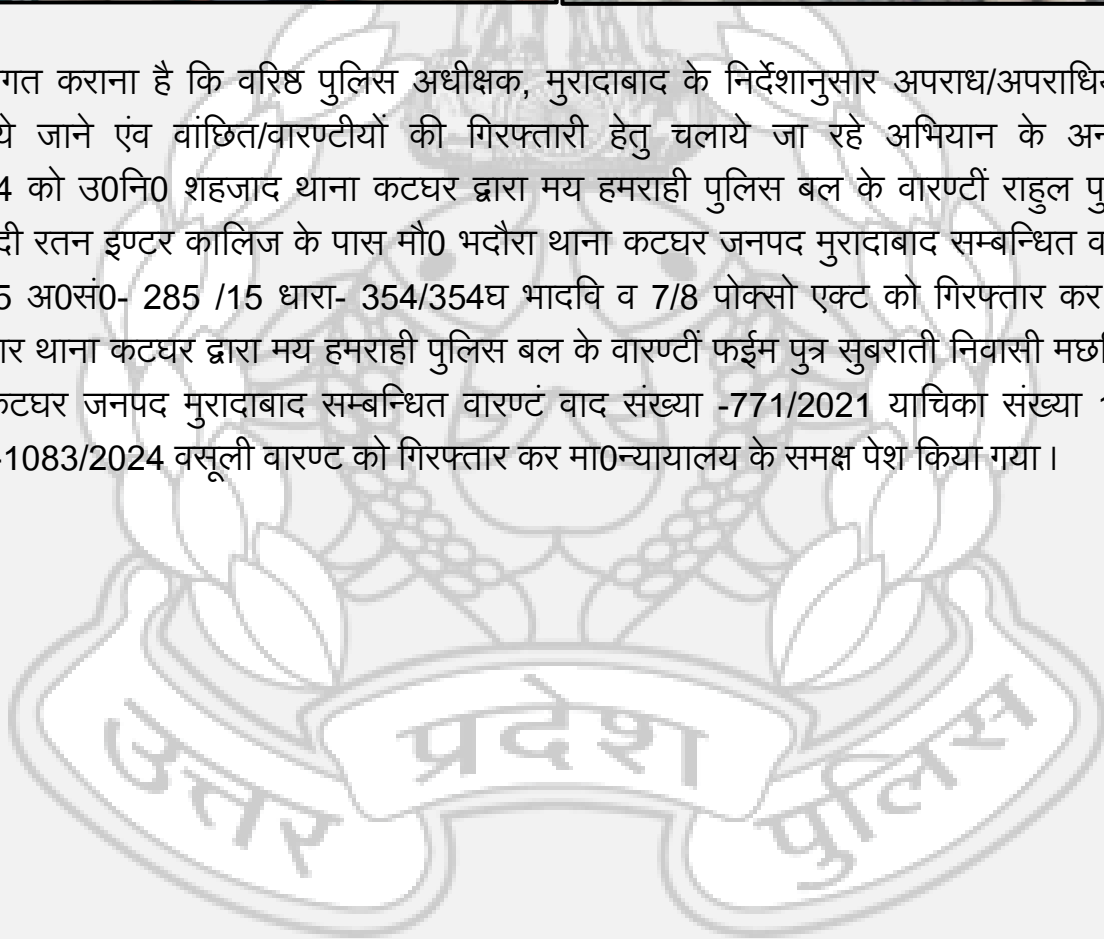 गत कराना है कि वरिष्ठ पुलिस अधीक्षक, मुरादाबाद के निर्देशानुसार अपराध/अपराधिय
ये जाने एंव वांछित/वारण्टीयों की गिरफ्तारी हेतु चलाये जा रहे अभियान के अन
4 को उ0नि0 शहजाद थाना कटघर द्वारा मय हमराही पुलिस बल के वारण्टीं राहुल पु
दी रतन इण्टर कालिज के पास मौ0 भदौरा थाना कटघर जनपद मुरादाबाद सम्बन्धित व
5 अ0सं0- 285 /15 धारा- 354/354घ भादवि व 7/8 पोक्सो एक्ट को गिरफ्तार कर
ार थाना कटघर द्वारा मय हमराही पुलिस बल के वारण्टीं फईम पुत्र सुबराती निवासी
कटघर जनपद मुरादाबाद सम्बन्धित वारण्टं वाद संख्या -771/2021 याचिका संख्या
-1083/2024 वसूली वारण्ट को गिरफ्तार कर मा0न्यायालय के समक्ष पेश किया गया।
उत्तर प्रदेश पुलिस